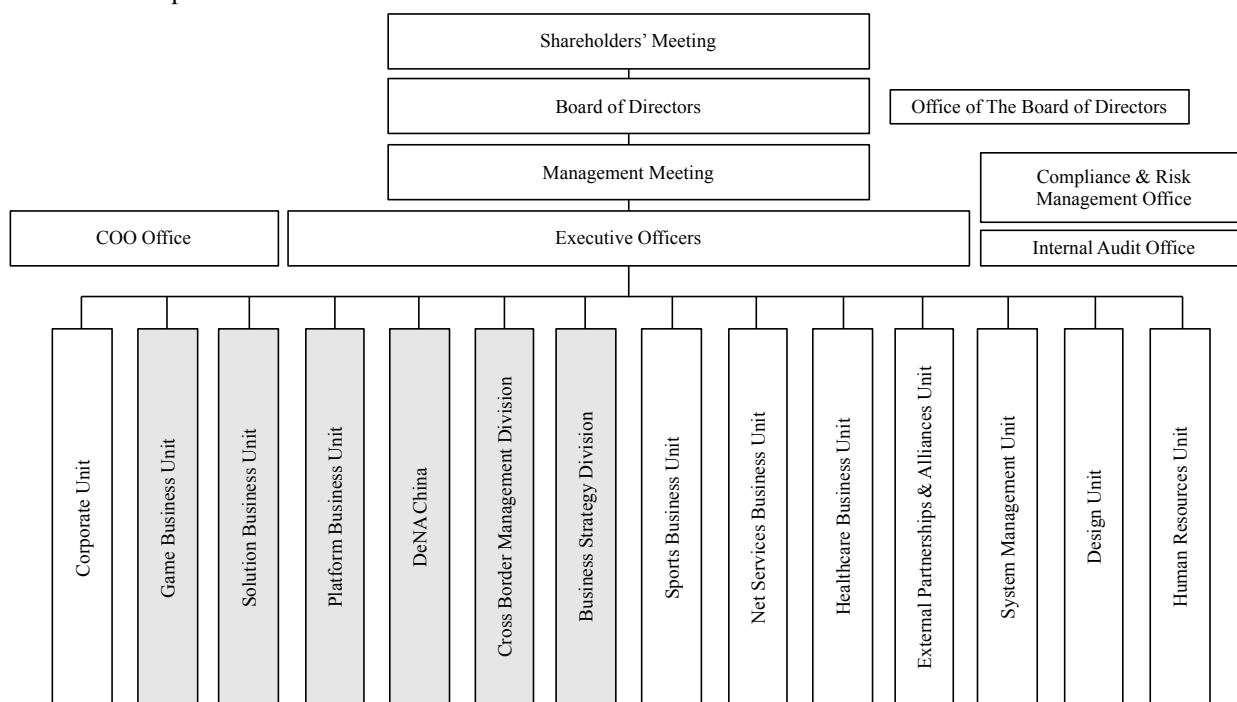 Shareholders’ Meeting
Board of Directors
Office of The Board of Directors
Management Meeting
Compliance & Risk
Management Office
COO Office
Executive Officers
Internal Audit Office
Corporate Unit
Game Business Unit
Solution Business Unit
Platform Business Unit
DeNAChina
Cross Border Management Division
Business Strategy Division
Sports Business Unit
Net Services Business Unit
Healthcare Business Unit
External Partnerships & Alliances Unit
System Management Unit
Design Unit
Human Resources Unit